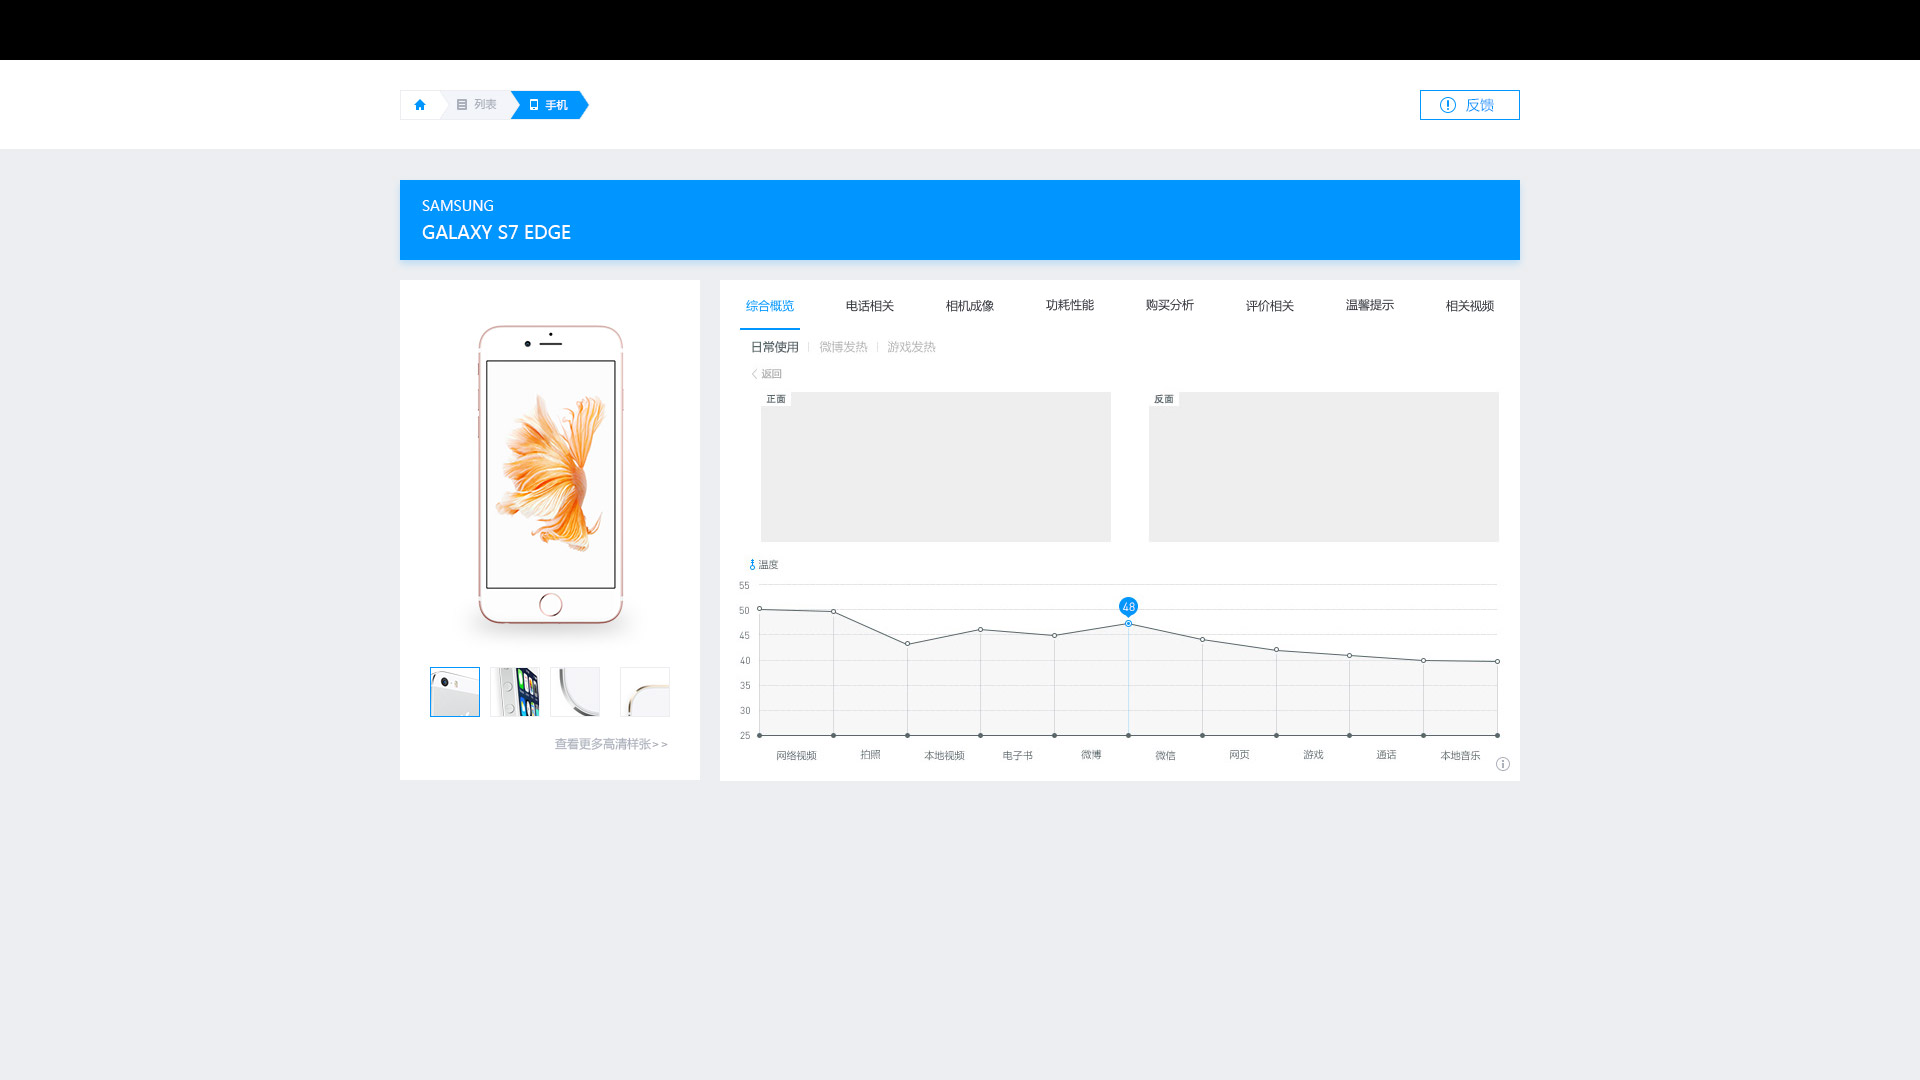 列表
手机
反馈
SAMSUNG
GALAXY S7 EDGE
综合概览 电话相关 相机成像 功耗性能 购买分析 评价相关 温馨提示 相关视频
日常使用 微博发热 游戏发热
返回
正面 反面
温度
55
50
45
40
35
30
25
48
网络视频 拍照 本地视频 电子书 微博 微信 网页 游戏 通话 本地音乐
查看更多高清样张>>